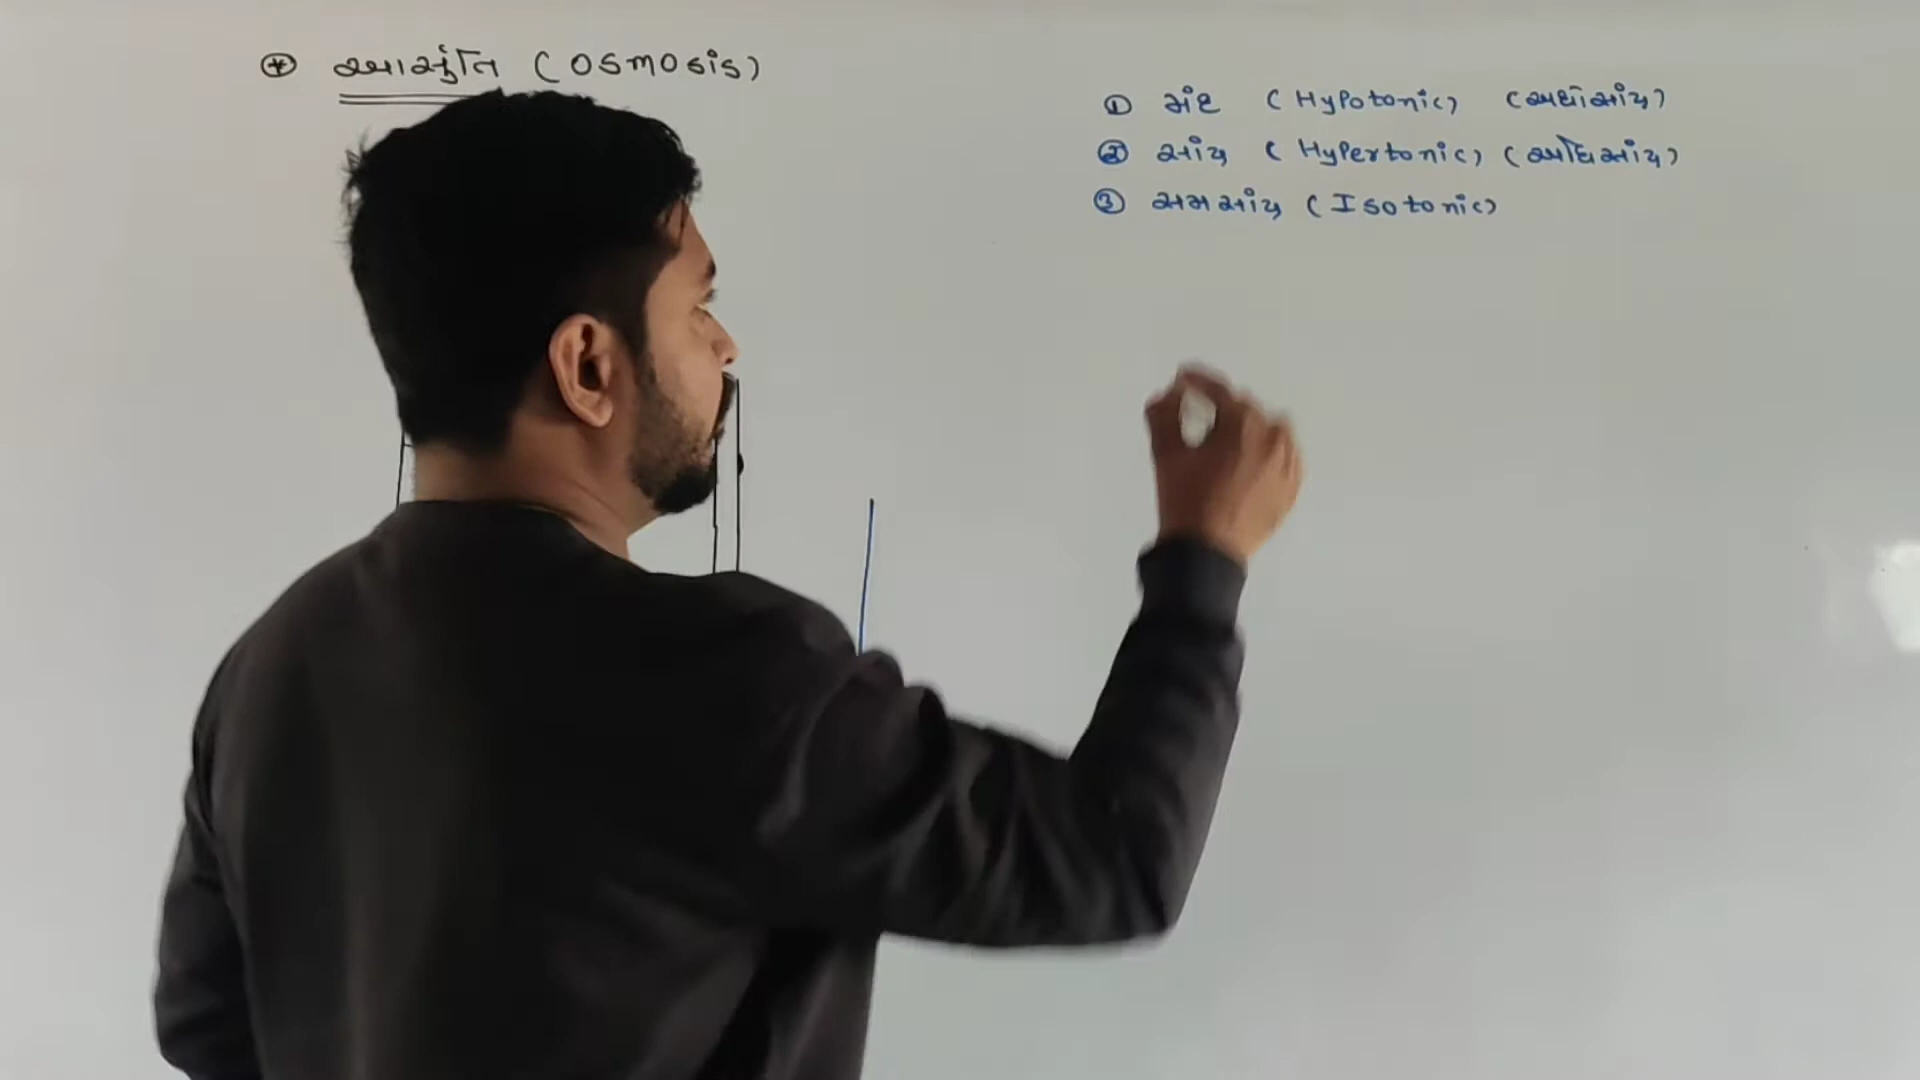 * આસૃતિ (Osmosis)
① મંદ (Hypotonic) (અધોસાંદ્ર)
② સાંદ્ર (Hypertonic) (અધિસાંદ્ર)
③ સમસાંદ્ર (Isotonic)